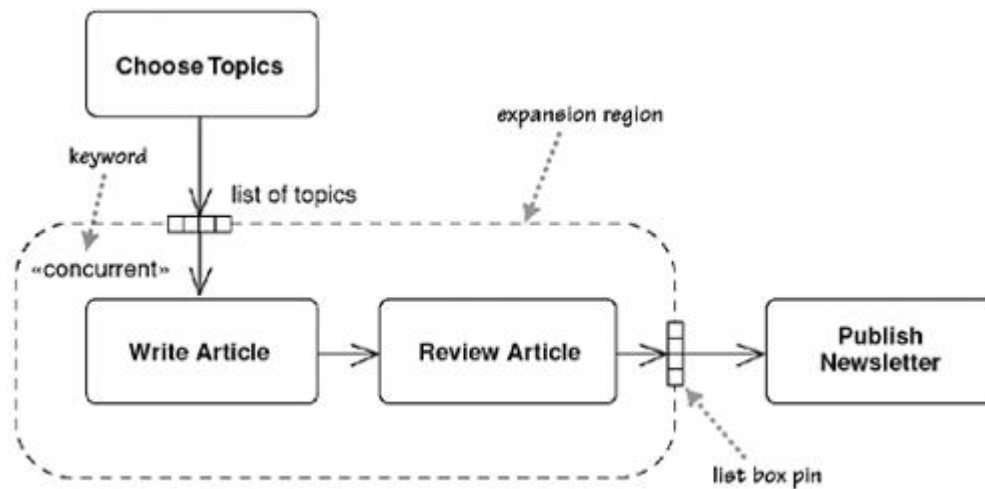 Choose Topics
expansion region
keyword
list of topics
«concurrent»
Write Article
Review Article
Publish
Newsletter
list box pin